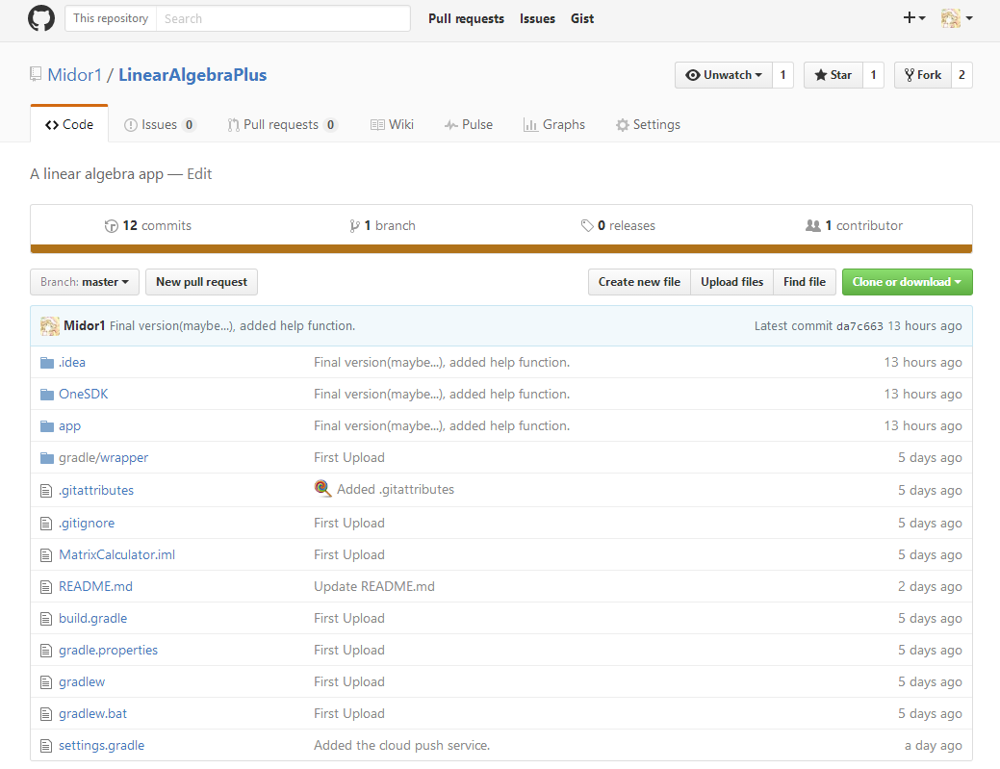 This repository Search Pull requests Issues Gist
Midor1 / LinearAlgebraPlus Unwatch 1 Star 1 Fork 2
Code Issues 0 Pull requests 0 Wiki Pulse Graphs Settings
A linear algebra app — Edit
12 commits 1 branch 0 releases 1 contributor
Branch: master New pull request Create new file Upload files Find file Clone or download
Midor1 Final version(maybe...), added help function. Latest commit da7c663 13 hours ago
.idea Final version(maybe...), added help function. 13 hours ago
OneSDK Final version(maybe...), added help function. 13 hours ago
app Final version(maybe...), added help function. 13 hours ago
gradle/wrapper First Upload 5 days ago
.gitattributes Added .gitattributes 5 days ago
.gitignore First Upload 5 days ago
MatrixCalculator.iml First Upload 5 days ago
README.md Update README.md 2 days ago
build.gradle First Upload 5 days ago
gradle.properties First Upload 5 days ago
gradlew First Upload 5 days ago
gradlew.bat First Upload 5 days ago
settings.gradle Added the cloud push service. a day ago